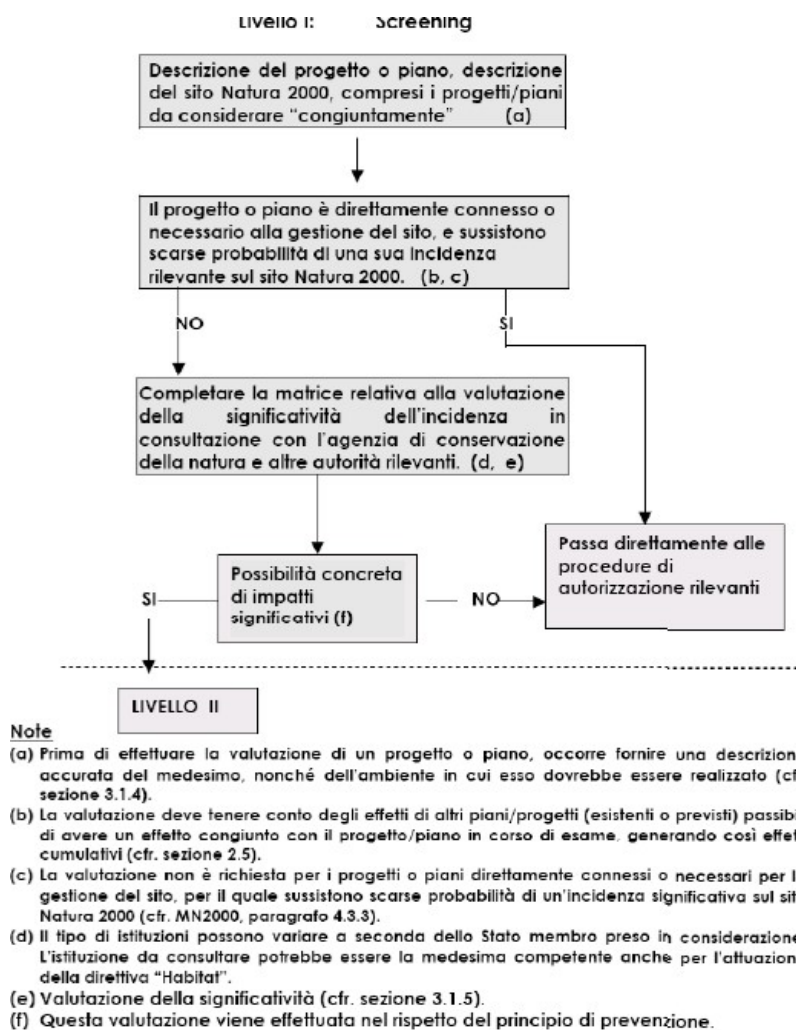 Livello I: Screening
Descrizione del progetto o piano, descrizione
del sito Natura 2000, compresi i progetti/piani
da considerare “congiuntamente” (a)
Il progetto o piano è direttamente connesso o
necessario alla gestione del sito, e sussistono
scarse probabilità di una sua incidenza
rilevante sul sito Natura 2000. (b, c)
NO
SI
Completare la matrice relativa alla valutazione
della significatività dell’incidenza in
consultazione con l’agenzia di conservazione
della natura e altre autorità rilevanti. (d, e)
Passa direttamente alle
procedure di
autorizzazione rilevanti
Possibilità concreta
di impatti
significativi (f)
SI
NO
LIVELLO II
Note
(a) Prima di effettuare la valutazione di un progetto o piano, occorre fornire una descrizion
accurata del medesimo, nonché dell’ambiente in cui esso dovrebbe essere realizzato (cf
sezione 3.1.4).
(b) La valutazione deve tenere conto degli effetti di altri piani/progetti (esistenti o previsti) passibi
di avere un effetto congiunto con il progetto/piano in corso di esame, generando così effet
cumulativi (cfr. sezione 2.5).
(c) La valutazione non è richiesta per i progetti o piani direttamente connessi o necessari per l
gestione del sito, per il quale sussistono scarse probabilità di un’incidenza significativa sul sit
Natura 2000 (cfr. MN2000, paragrafo 4.3.3).
(d) Il tipo di istituzioni possono variare a seconda dello Stato membro preso in considerazione
L’istituzione da consultare potrebbe essere la medesima competente anche per l’attuazion
della direttiva “Habitat”.
(e) Valutazione della significatività (cfr. sezione 3.1.5).
(f) Questa valutazione viene effettuata nel rispetto del principio di prevenzione.